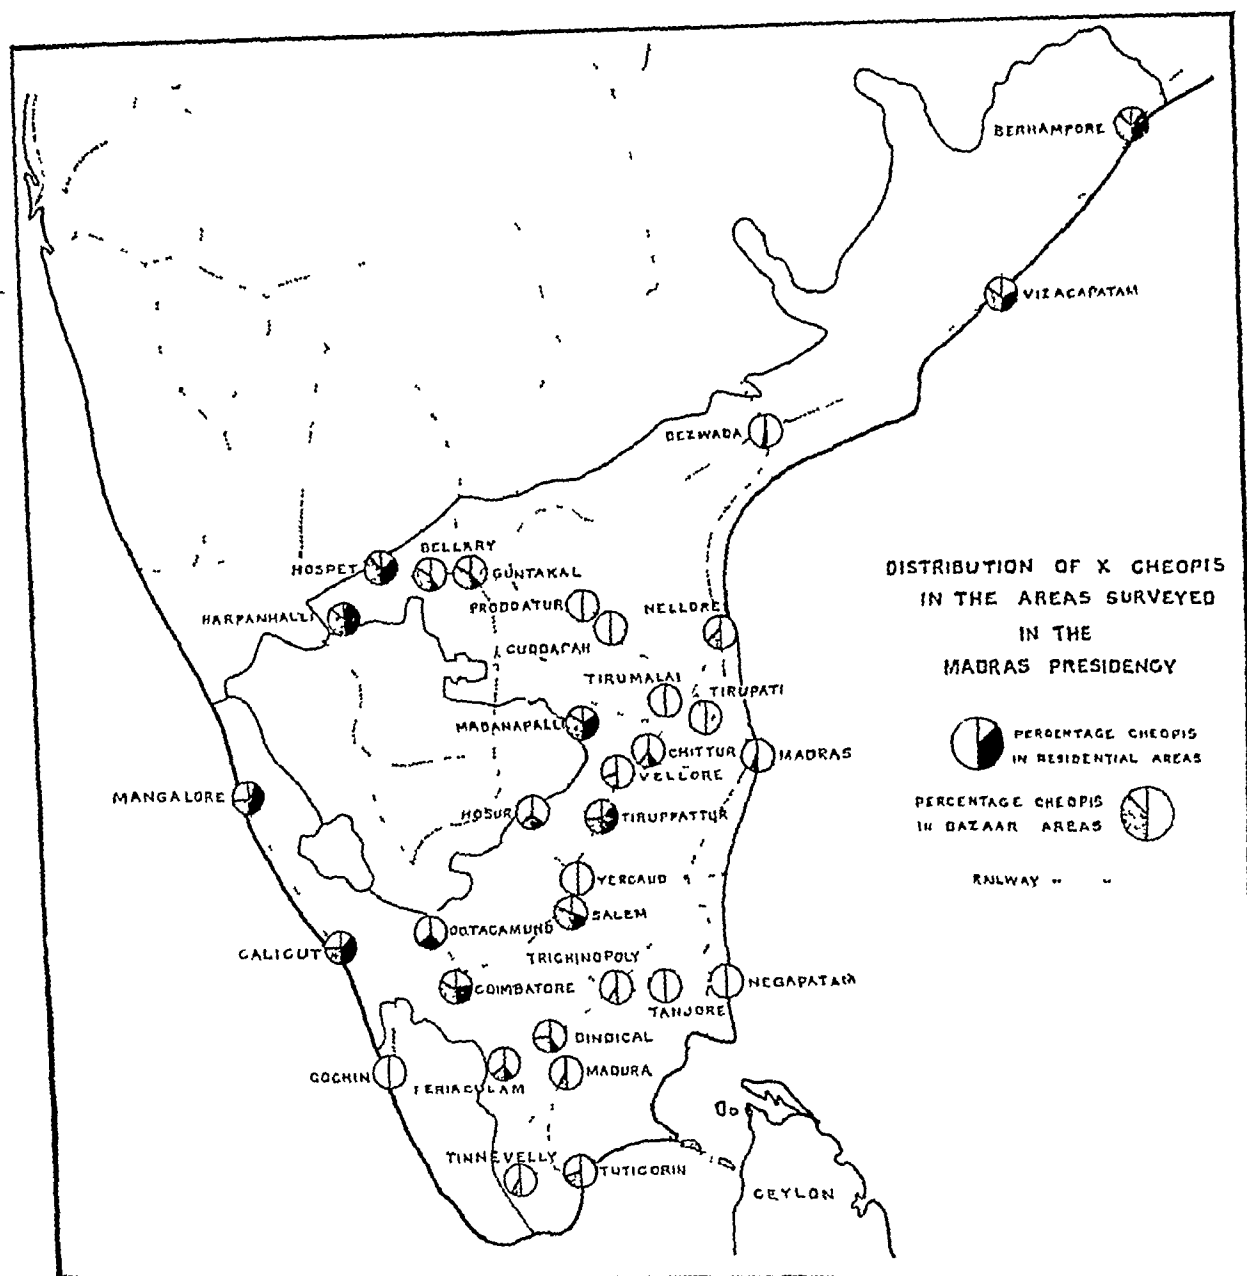 BERHAMPORE
VIZAGAPATAM
BEZWADA
BELLARY
HOSPET
GUNTAKAL
PRODDATUR
NELLORE
HARPANHALLI
CUDDAPAH
DISTRIBUTION OF X CHEOPIS
IN THE AREAS SURVEYED
IN THE
MADRAS PRESIDENCY
TIRUMALAI
TIRUPATI
MADANAPALLI
CHITTUR
MADRAS
VELLORE
PERCENTAGE CHEOPIS
IN RESIDENTIAL AREAS
MANGALORE
HOSUR
TIRUPPATTUR
PERCENTAGE CHEOPIS
IN BAZAAR AREAS
YERCAUD
RAILWAY " "
SALEM
OOTACAMUND
CALICUT
TRICHINOPOLY
COIMBATORE
NEGAPATAM
TANJORE
DINDIGAL
COCHIN
PERIACULAM
MADURA
TINNEVELLY
TUTICORIN
CEYLON